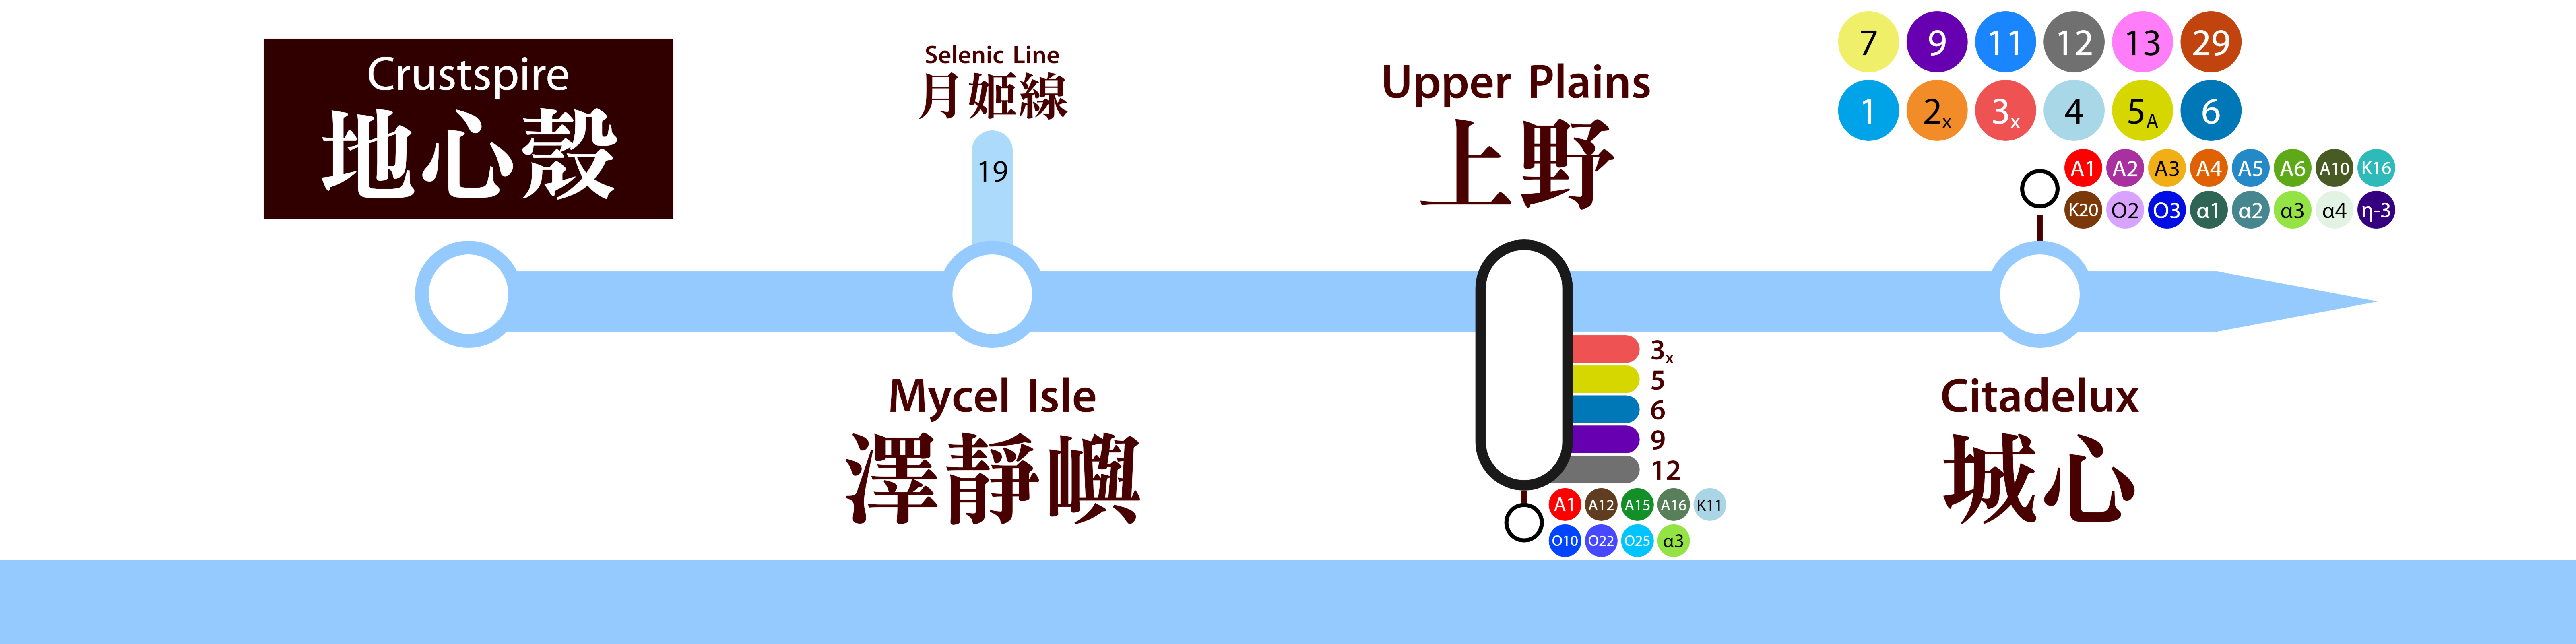 Crustspire
地心殼
Selenic Line
月姬線
19
Mycel Isle
澤靜嶼
Upper Plains
上野
3x
5
6
9
12
A1 A12 A15 A16 K11
O10 O22 O25 α3
7 9 11 12 13 29
1 2x 3x 4 5A 6
A1 A2 A3 A4 A5 A6 A10 K16
K20 O2 O3 α1 α2 α3 α4 η-3
Citadelux
城心